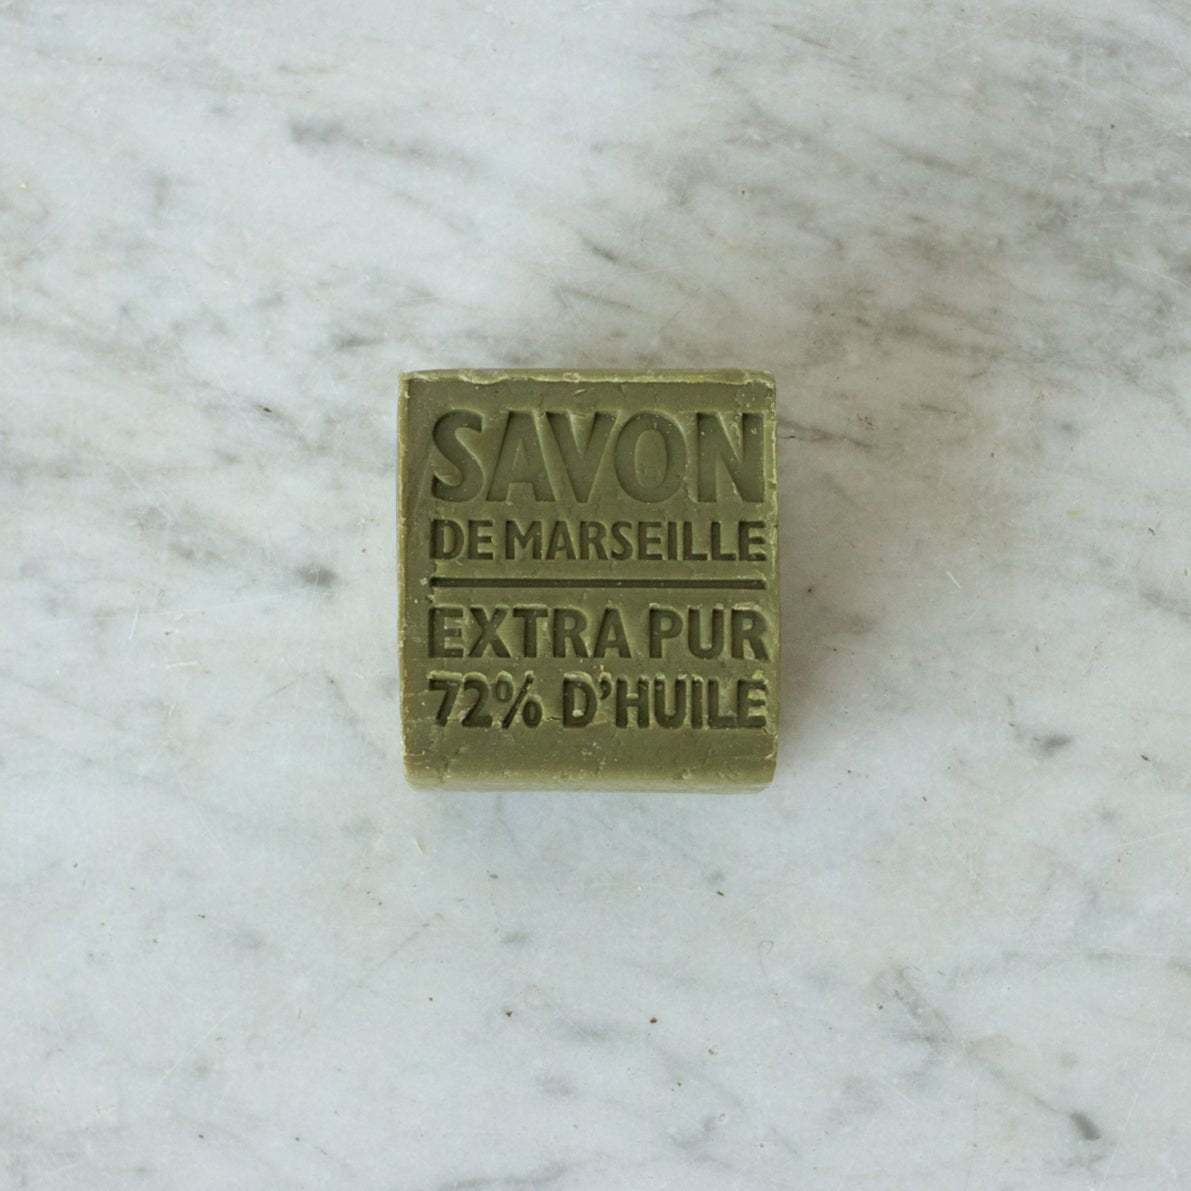 SAVON
DE MARSEILLE
EXTRA PUR
72% D’HUILE